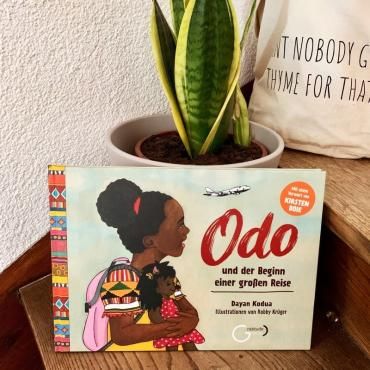 NT NOBODY G
THYME FOR THAT
Mit einem
Vorwort von
KIRSTEN
BOIE
Odo
und der Beginn
einer großen Reise
Dayan Kodua
Illustrationen von Robby Krüger